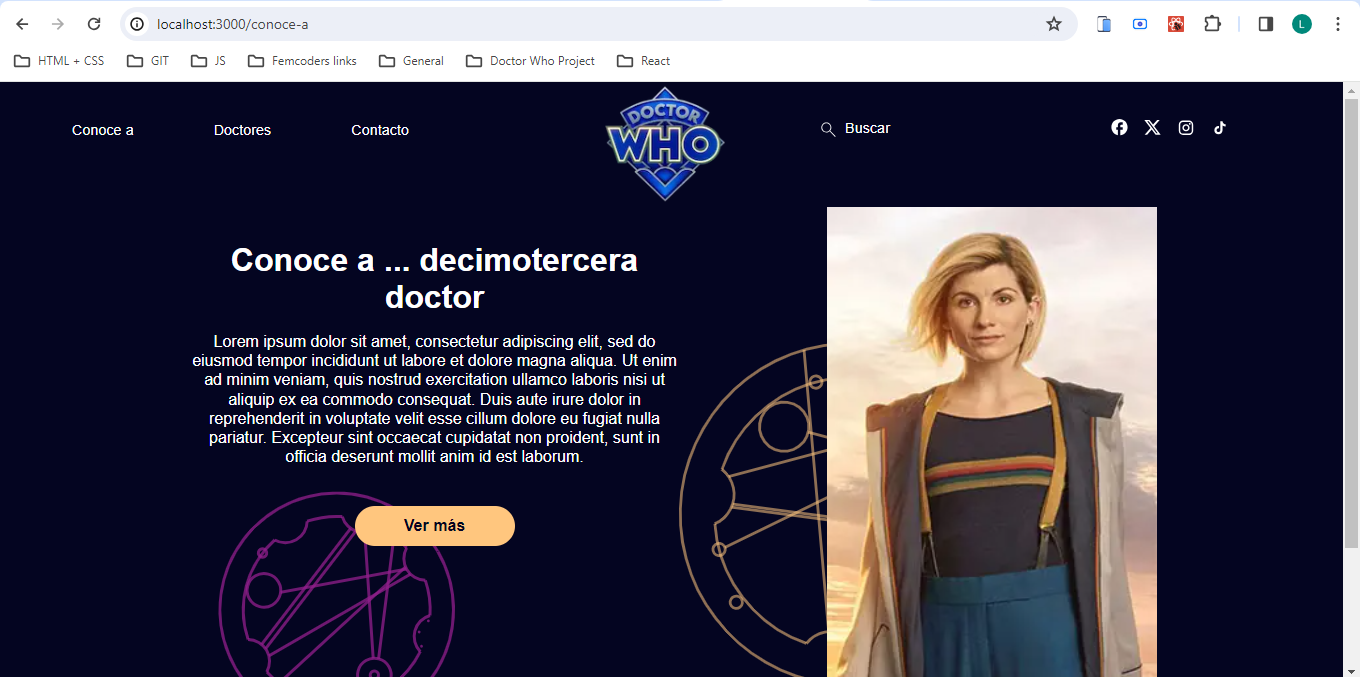 localhost:3000/conoce-a
L
HTML + CSS
GIT
JS
Femcoders links
General
Doctor Who Project
React
Conoce a
Doctores
Contacto
DOCTOR
WHO
Buscar
Conoce a ... decimotercera
doctor
Lorem ipsum dolor sit amet, consectetur adipiscing elit, sed do
eiusmod tempor incididunt ut labore et dolore magna aliqua. Ut enim
ad minim veniam, quis nostrud exercitation ullamco laboris nisi ut
aliquip ex ea commodo consequat. Duis aute irure dolor in
reprehenderit in voluptate velit esse cillum dolore eu fugiat nulla
pariatur. Excepteur sint occaecat cupidatat non proident, sunt in
officia deserunt mollit anim id est laborum.
Ver más